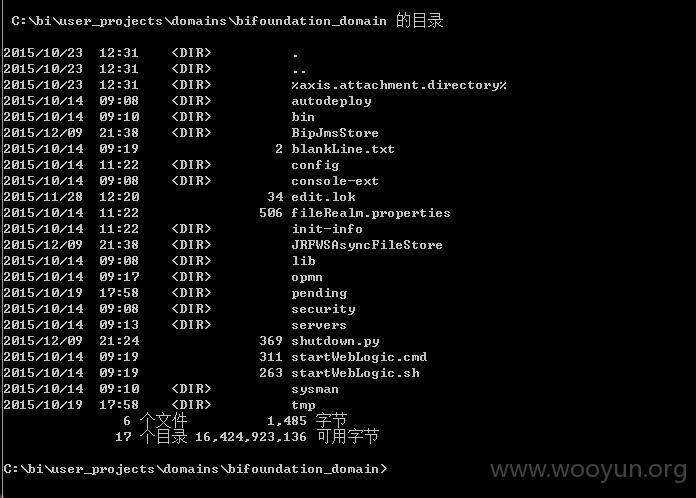 C:\bi\user_projects\domains\bifoundation_domain 的目录
2015/10/23 12:31 <DIR> .
2015/10/23 12:31 <DIR> ..
2015/10/23 12:31 <DIR> %axis.attachment.directory%
2015/10/14 09:08 <DIR> autodeploy
2015/10/14 09:10 <DIR> bin
2015/12/09 21:38 <DIR> BipJmsStore
2015/10/14 09:19 2 blankLine.txt
2015/10/14 11:22 <DIR> config
2015/10/14 09:08 <DIR> console-ext
2015/11/28 12:20 34 edit.lok
2015/10/14 11:22 506 fileRealm.properties
2015/10/14 11:22 <DIR> init-info
2015/12/09 21:38 <DIR> JRFWSAsyncFileStore
2015/10/14 09:08 <DIR> lib
2015/10/14 09:17 <DIR> opmn
2015/10/19 17:58 <DIR> pending
2015/10/14 09:08 <DIR> security
2015/10/14 09:13 <DIR> servers
2015/12/09 21:24 369 shutdown.py
2015/10/14 09:19 311 startWebLogic.cmd
2015/10/14 09:19 263 startWebLogic.sh
2015/10/14 09:10 <DIR> sysman
2015/10/19 17:58 <DIR> tmp
6 个文件 1,485 字节
17 个目录 16,424,923,136 可用字节
C:\bi\user_projects\domains\bifoundation_domain>
www.wooyun.org